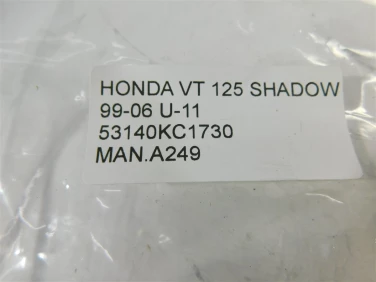 HONDA VT 125 SHADOW
99-06 U-11
53140KC1730
MAN.A249